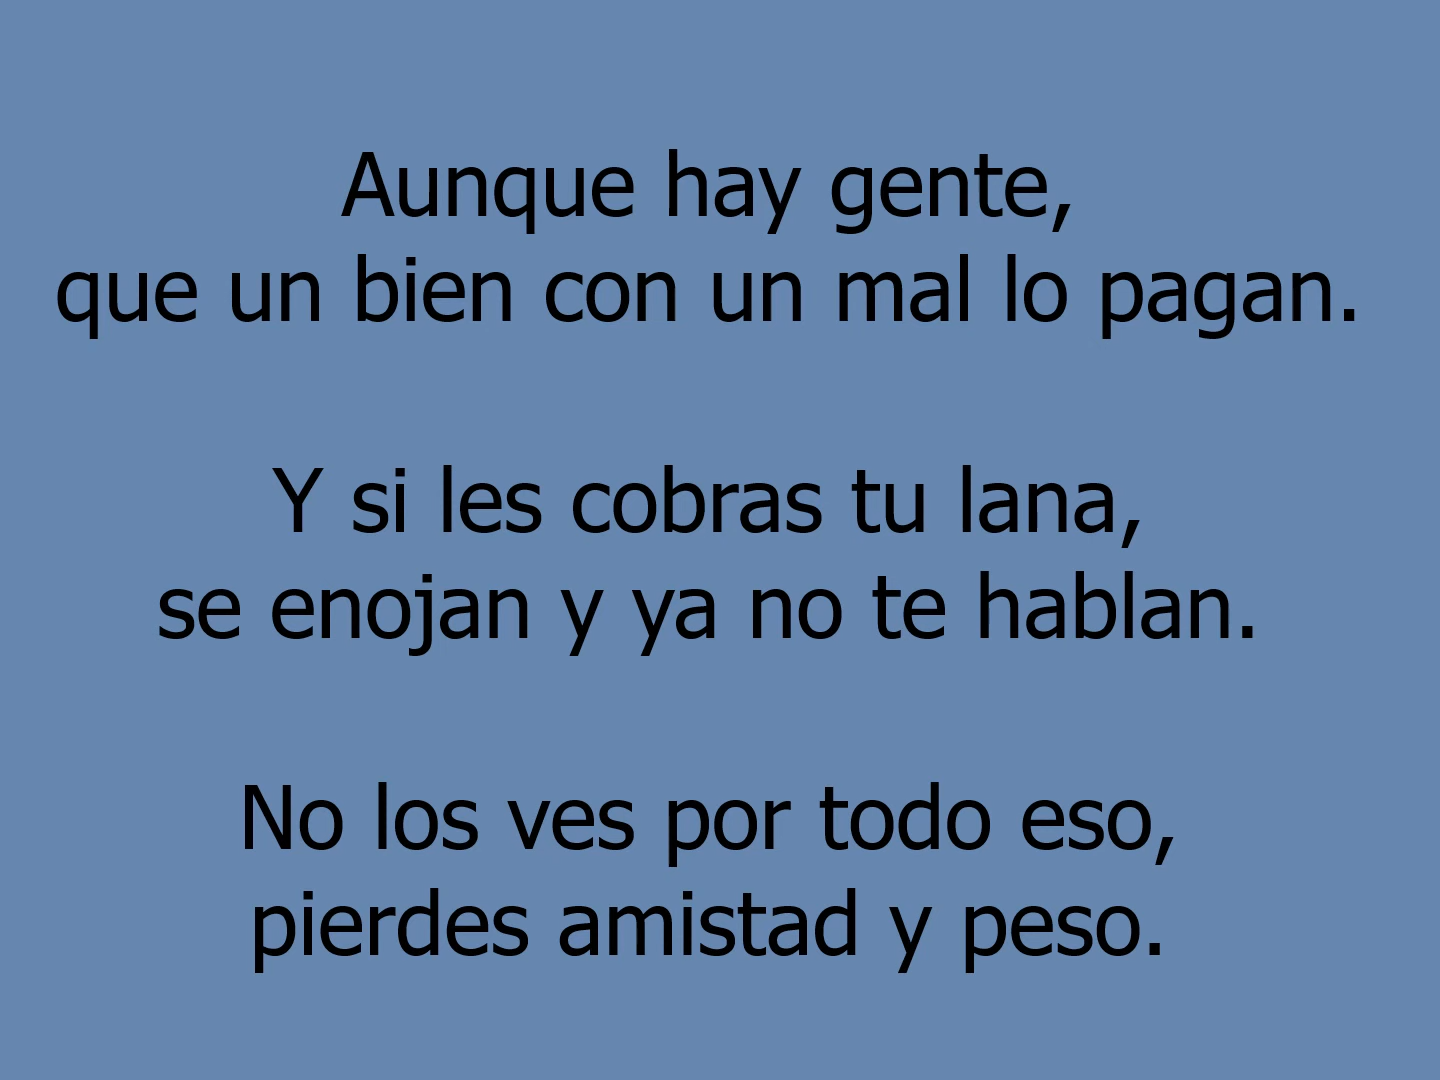 Aunque hay gente,
que un bien con un mal lo pagan.
Y si les cobras tu lana,
se enojan y ya no te hablan.
No los ves por todo eso,
pierdes amistad y peso.